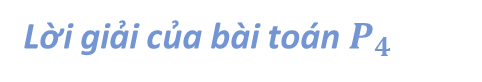 Lời giải của bài toán P₄